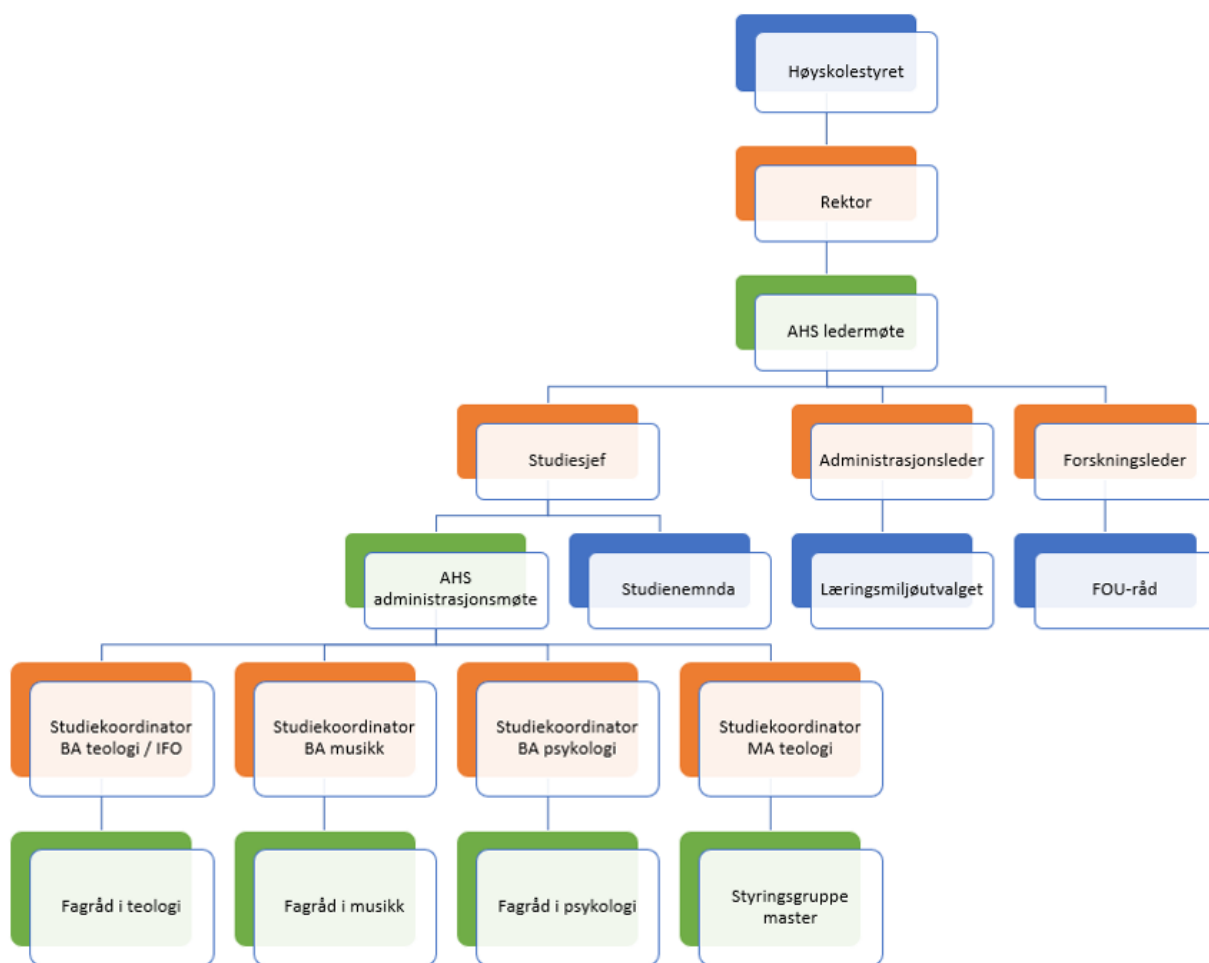 Høyskolestyret
Rektor
AHS ledermøte
Studiesjef
Administrasjonsleder
Forskningsleder
AHS
administrasjonsmøte
Studienemnda
Læringsmiljøutvalget
FOU-råd
Studiekoordinator
BA teologi / IFO
Studiekoordinator
BA musikk
Studiekoordinator
BA psykologi
Studiekoordinator
MA teologi
Fagråd i teologi
Fagråd i musikk
Fagråd i psykologi
Styringsgruppe
master